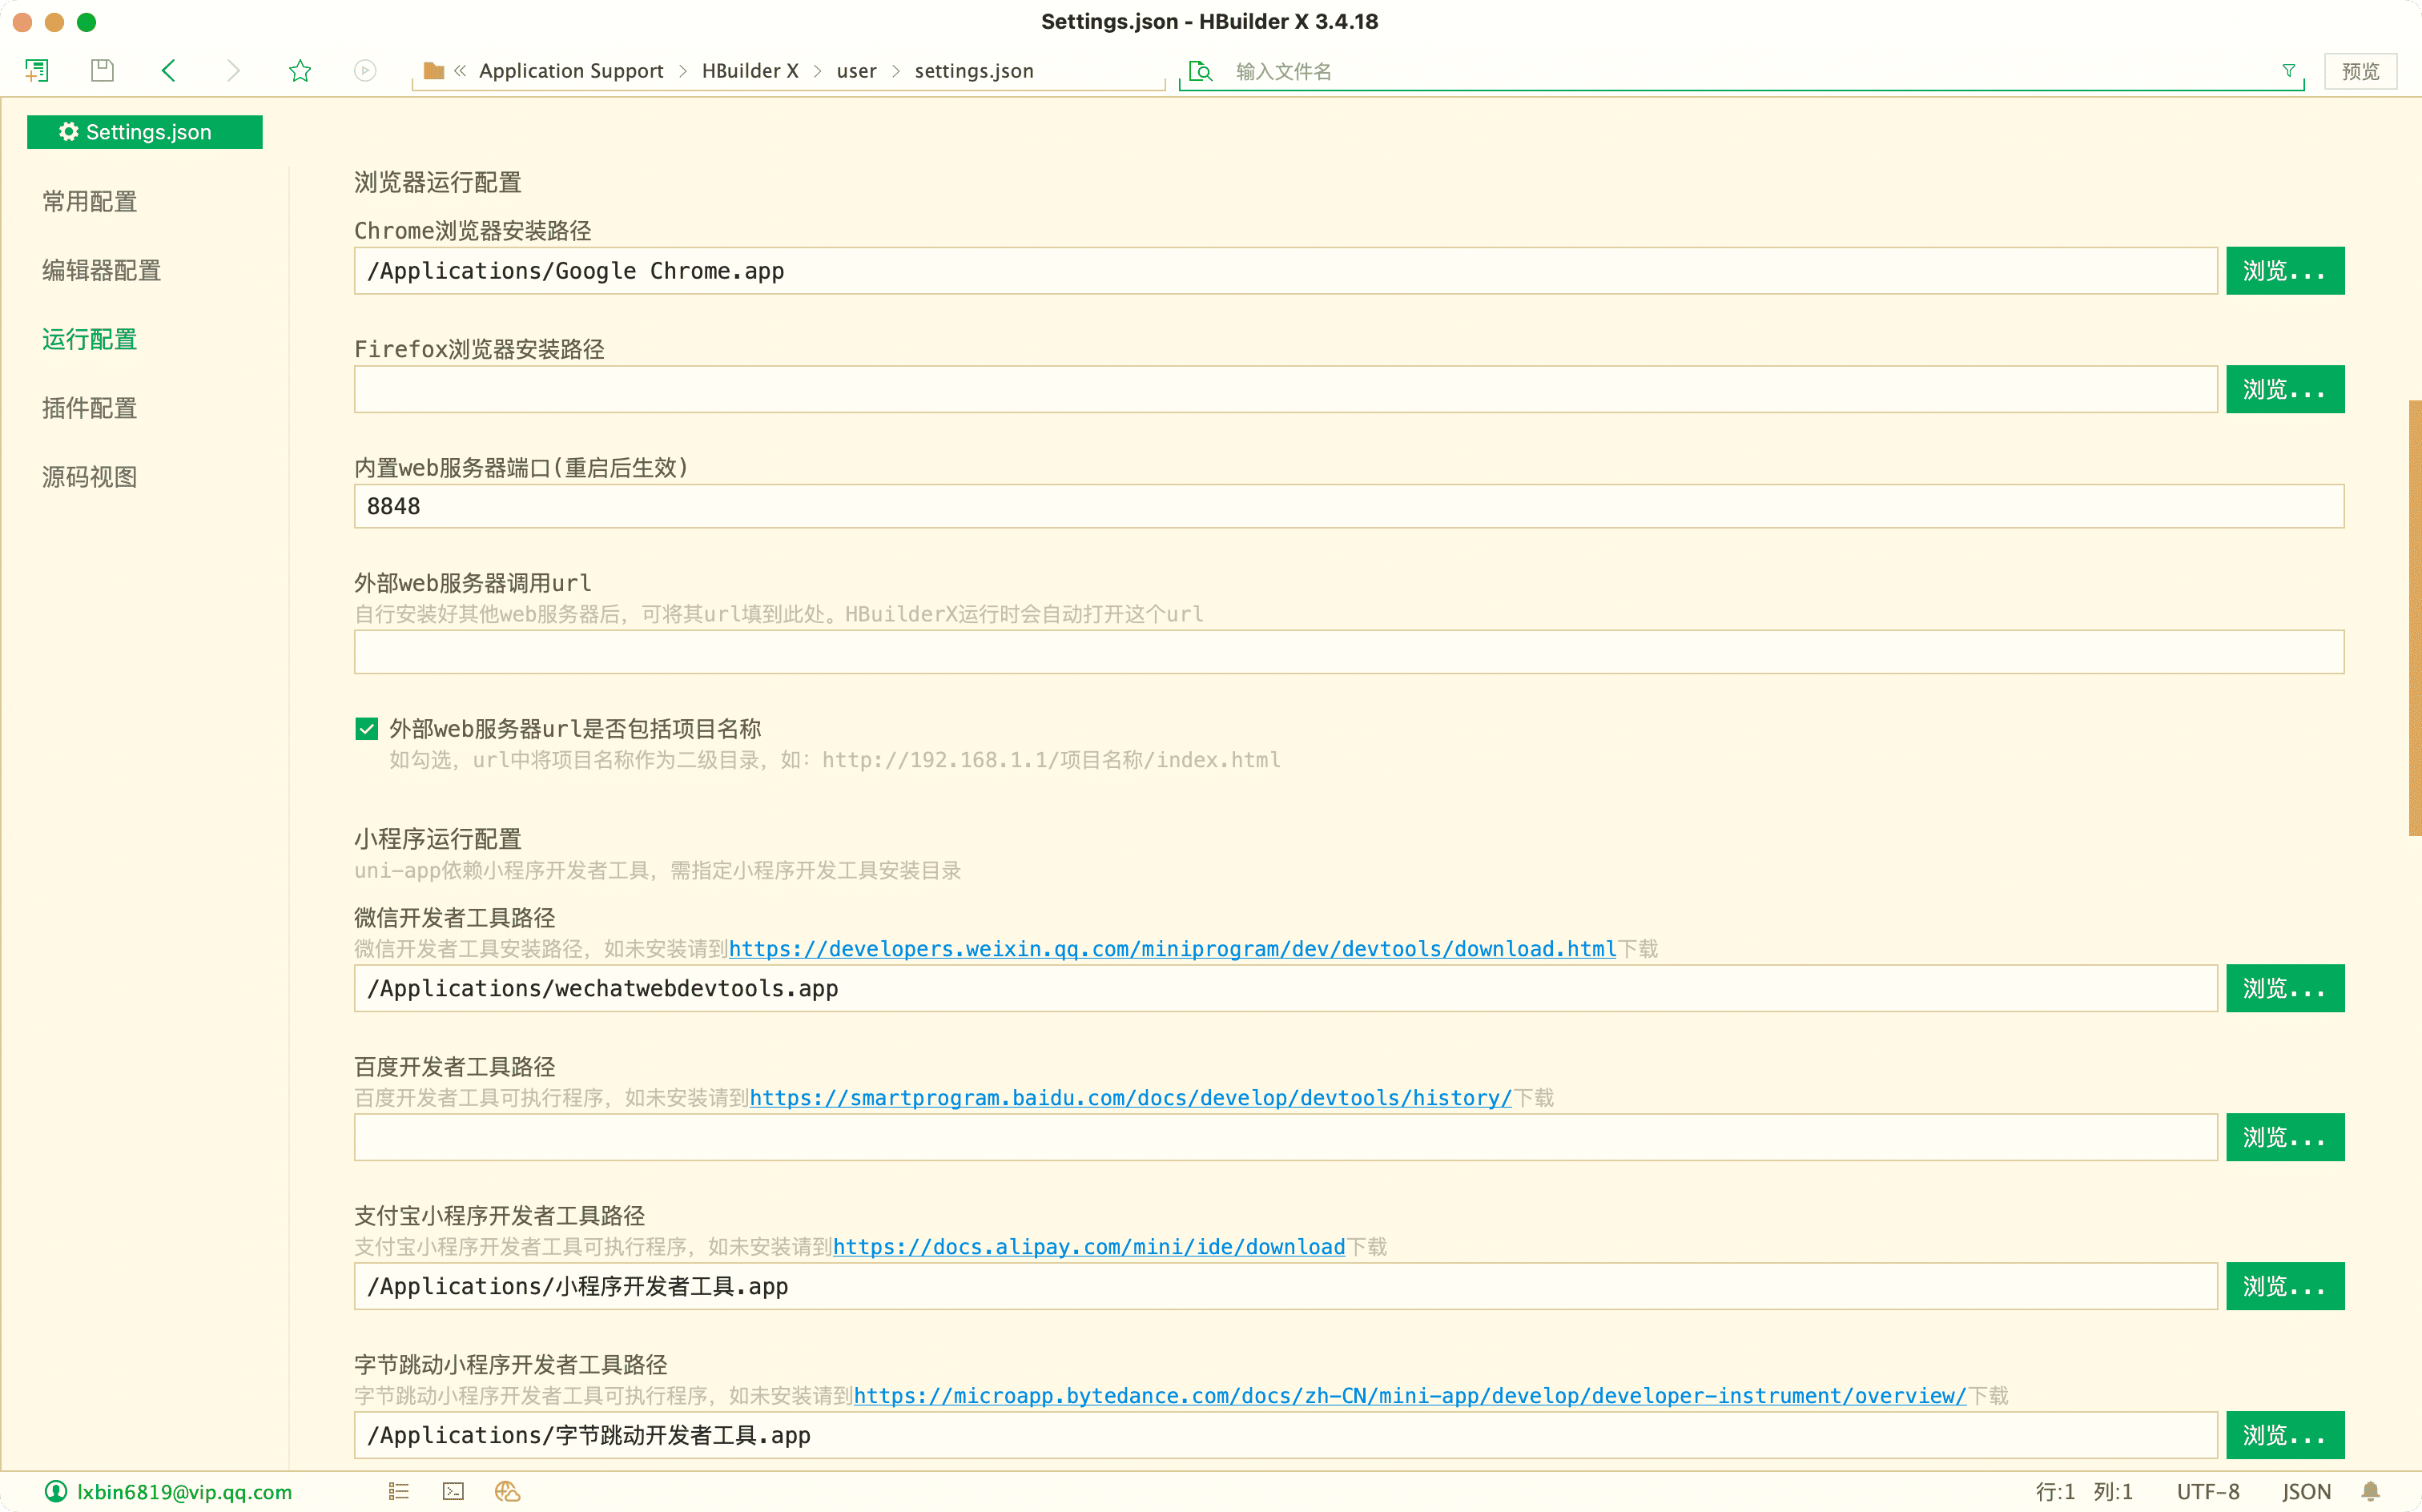 Settings.json - HBuilder X 3.4.18
Application Support > HBuilder X > user > settings.json
输入文件名
预览
Settings.json
常用配置
编辑器配置
运行配置
插件配置
源码视图
浏览器运行配置
Chrome浏览器安装路径
/Applications/Google Chrome.app
浏览...
Firefox浏览器安装路径
浏览...
内置web服务器端口(重启后生效)
8848
外部web服务器调用url
自行安装好其他web服务器后，可将其url填到此处。HBuilderX运行时会自动打开这个url
外部web服务器url是否包括项目名称
如勾选，url中将项目名称作为二级目录，如：http://192.168.1.1/项目名称/index.html
小程序运行配置
uni-app依赖小程序开发者工具，需指定小程序开发工具安装目录
微信开发者工具路径
微信开发者工具安装路径，如未安装请到https://developers.weixin.qq.com/miniprogram/dev/devtools/download.html下载
/Applications/wechatwebdevtools.app
浏览...
百度开发者工具路径
百度开发者工具可执行程序，如未安装请到https://smartprogram.baidu.com/docs/develop/devtools/history/下载
浏览...
支付宝小程序开发者工具路径
支付宝小程序开发者工具可执行程序，如未安装请到https://docs.alipay.com/mini/ide/download下载
/Applications/小程序开发者工具.app
浏览...
字节跳动小程序开发者工具路径
字节跳动小程序开发者工具可执行程序，如未安装请到https://microapp.bytedance.com/docs/zh-CN/mini-app/develop/developer-instrument/overview/下载
/Applications/字节跳动开发者工具.app
浏览...
lxbin6819@vip.qq.com
行:1 列:1
UTF-8
JSON